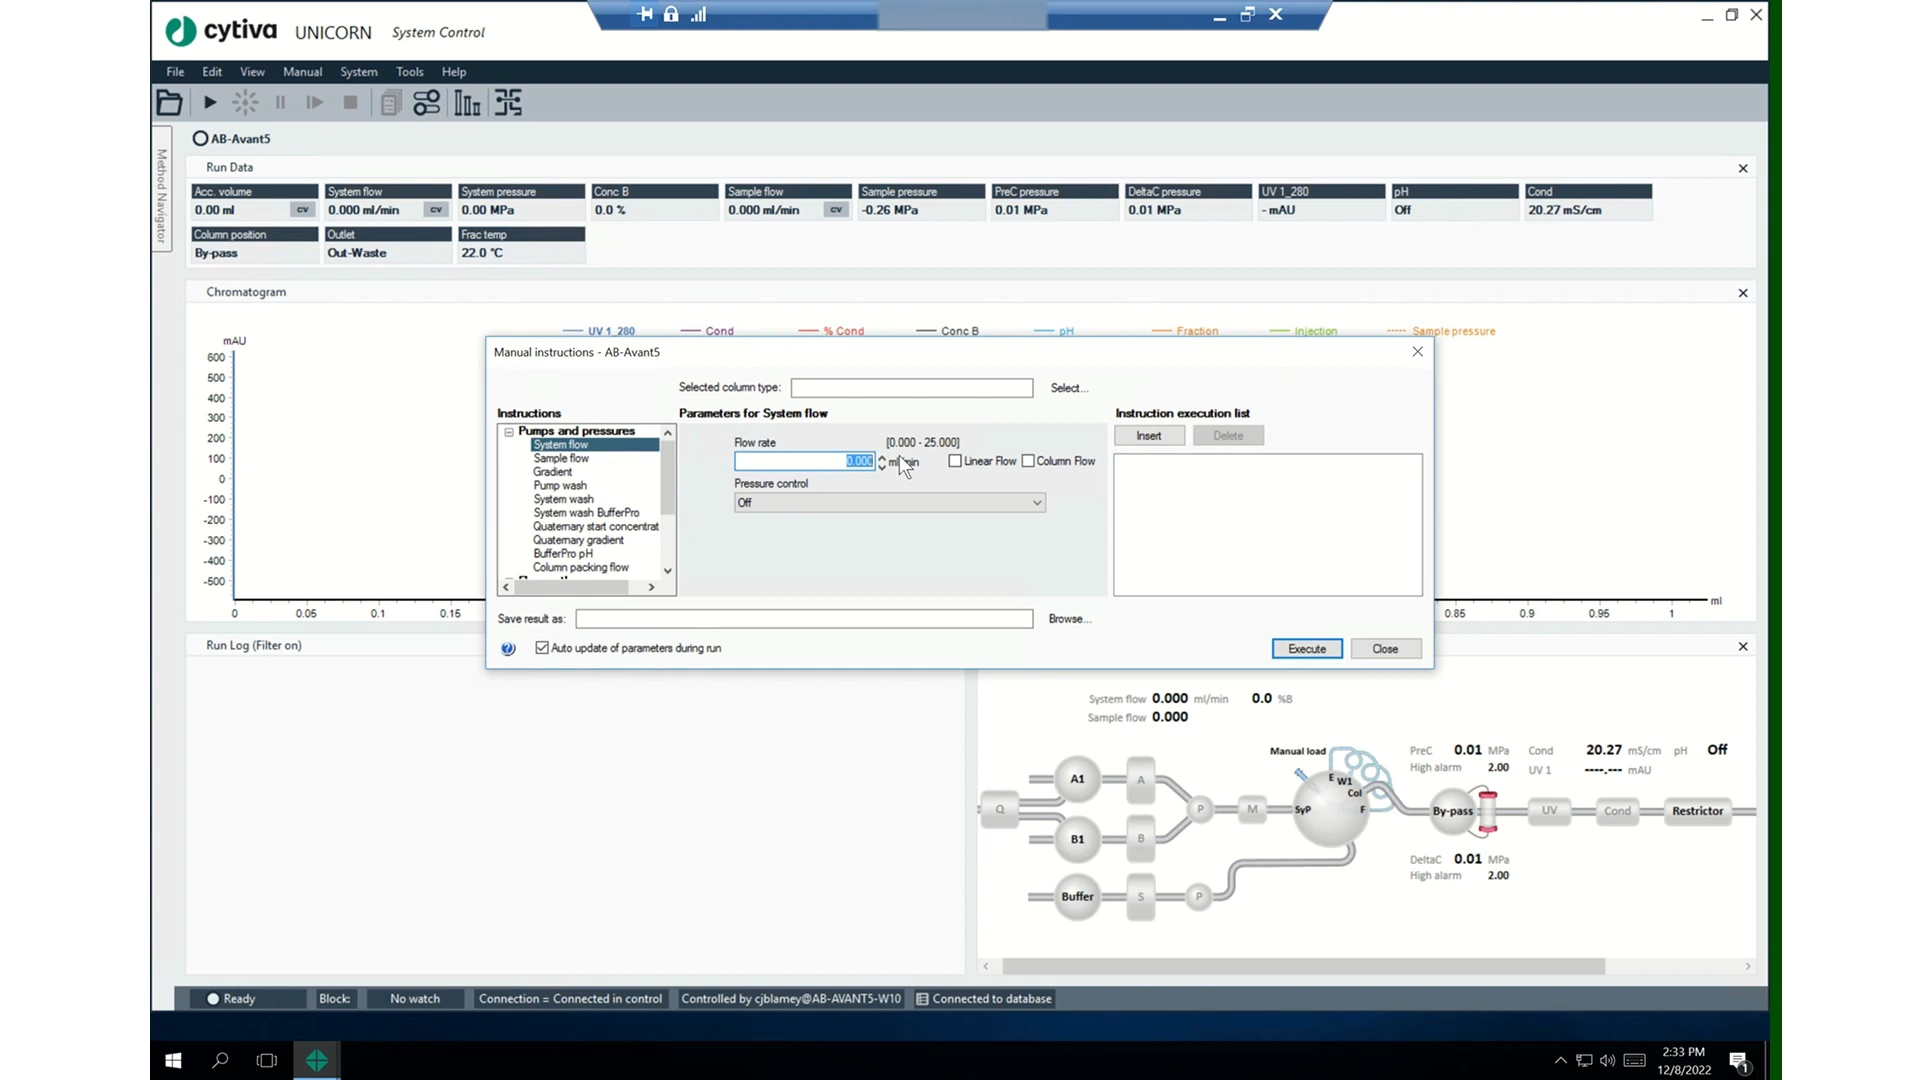 cytiva UNICORN System Control
File Edit View Manual System Tools Help
Method Navigator
AB-Avant5
Run Data
Acc. volume System flow System pressure Conc B Sample flow Sample pressure PreC pressure DeltaC pressure UV 1_280 pH Cond
0.00 ml CV 0.000 ml/min CV 0.00 MPa 0.0 % 0.000 ml/min CV -0.26 MPa 0.01 MPa 0.01 MPa - mAU Off 20.27 mS/cm
Column position Outlet Frac temp
By-pass Out-Waste 22.0 °C
Chromatogram
UV 1_280 Cond % Cond Conc B pH Fraction Injection Sample pressure
mAU
600
500
400
300
200
100
0
-100
-200
-300
-400
-500
0 0.05 0.1 0.15 0.85 0.9 0.95 1 ml
Manual instructions - AB-Avant5
Selected column type: Select...
Instructions
Pumps and pressures
System flow
Sample flow
Gradient
Pump wash
System wash
System wash BufferPro
Quaternary start concentrat
Quaternary gradient
BufferPro pH
Column packing flow
Parameters for System flow
Flow rate [0.000 - 25.000]
0.000 ml/min Linear Flow Column Flow
Pressure control
Off
Instruction execution list
Insert Delete
Save result as: Browse...
Auto update of parameters during run
Execute Close
Run Log (Filter on)
System flow 0.000 ml/min 0.0 %B
Sample flow 0.000
Manual load
PreC 0.01 MPa Cond 20.27 mS/cm pH Off
High alarm 2.00 UV 1 ----.--- mAU
Q A1 A P M SyP E W1 Col F By-pass UV Cond Restrictor
B1 B
DeltaC 0.01 MPa
High alarm 2.00
Buffer S P
Ready Block: No watch Connection = Connected in control Controlled by cjblamey@AB-AVANT5-W10 Connected to database
2:33 PM
12/8/2022
1